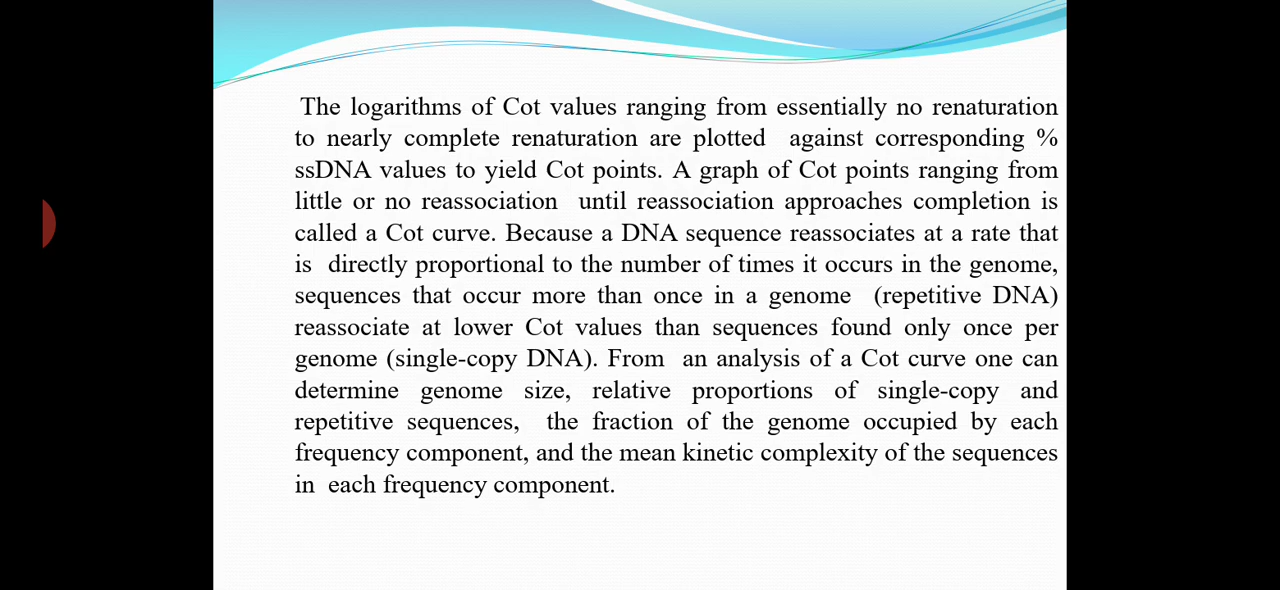 The logarithms of Cot values ranging from essentially no renaturation
to nearly complete renaturation are plotted against corresponding %
ssDNA values to yield Cot points. A graph of Cot points ranging from
little or no reassociation until reassociation approaches completion is
called a Cot curve. Because a DNA sequence reassociates at a rate that
is directly proportional to the number of times it occurs in the genome,
sequences that occur more than once in a genome (repetitive DNA)
reassociate at lower Cot values than sequences found only once per
genome (single-copy DNA). From an analysis of a Cot curve one can
determine genome size, relative proportions of single-copy and
repetitive sequences, the fraction of the genome occupied by each
frequency component, and the mean kinetic complexity of the sequences
in each frequency component.